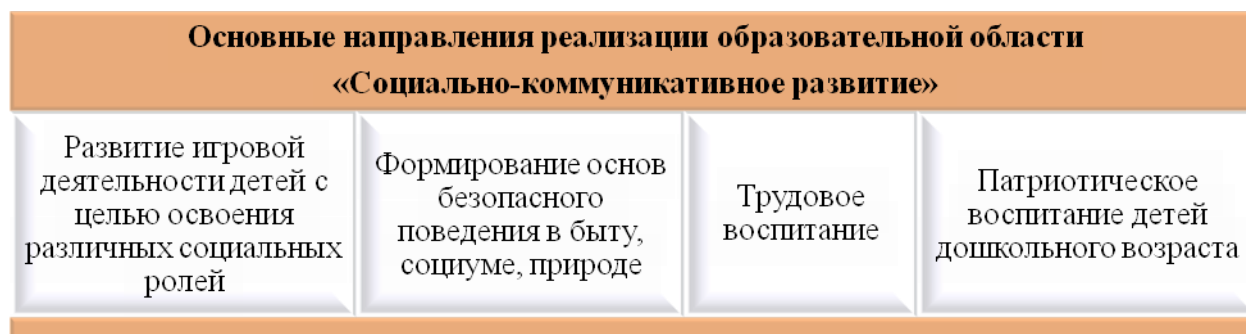 Основные направления реализации образовательной области
«Социально-коммуникативное развитие»
Развитие игровой
деятельности детей с
целью освоения
различных социальных
ролей
Формирование основ
безопасного
поведения в быту,
социуме, природе
Трудовое
воспитание
Патриотическое
воспитание детей
дошкольного возраста